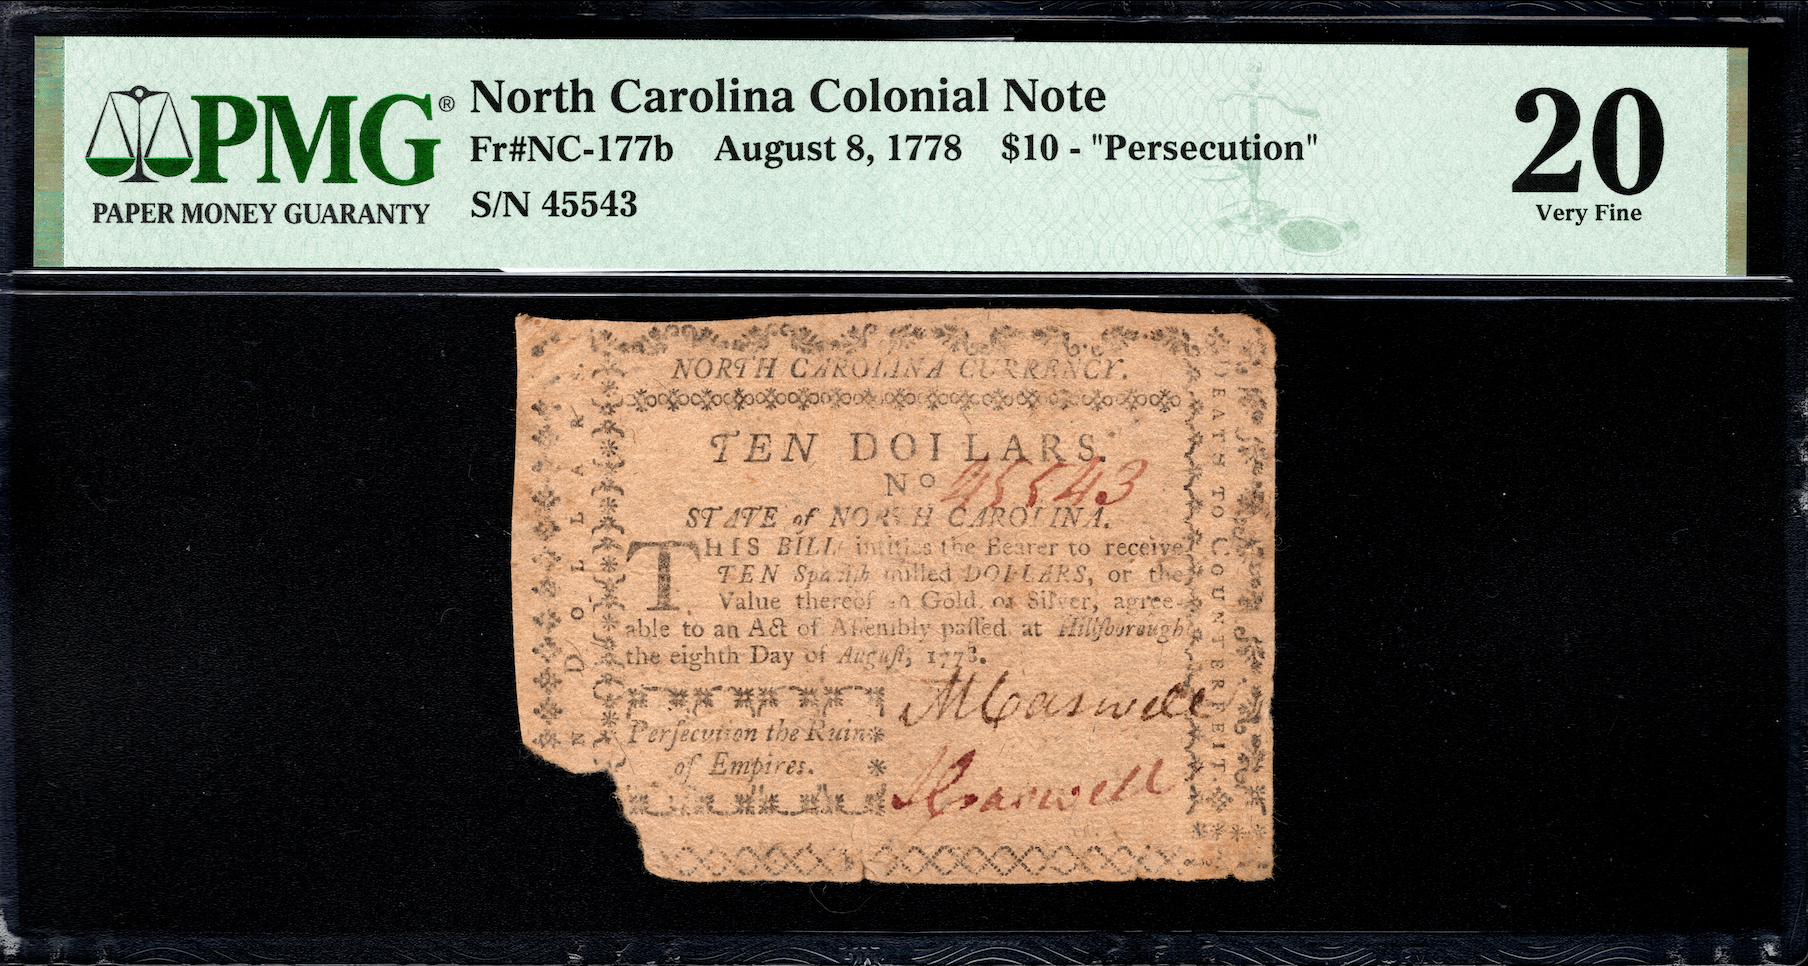 PMG®
PAPER MONEY GUARANTY
North Carolina Colonial Note
Fr#NC-177b August 8, 1778 $10 - "Persecution"
S/N 45543
20
Very Fine
NORTH CAROLINA CURRENCY.
TEN DOLLARS.
No 45543
STATE of NORTH CAROLINA.
THIS BILL intitles the Bearer to receive
TEN Spaniſh milled DOLLARS, or the
Value thereof in Gold or Silver, agree-
able to an Act of Aſſembly paſſed at Hillſborough
the eighth Day of Auguſt, 1778.
Perſecution the Ruin
of Empires.
M Caswell
DEATH TO COUNTERFEIT.